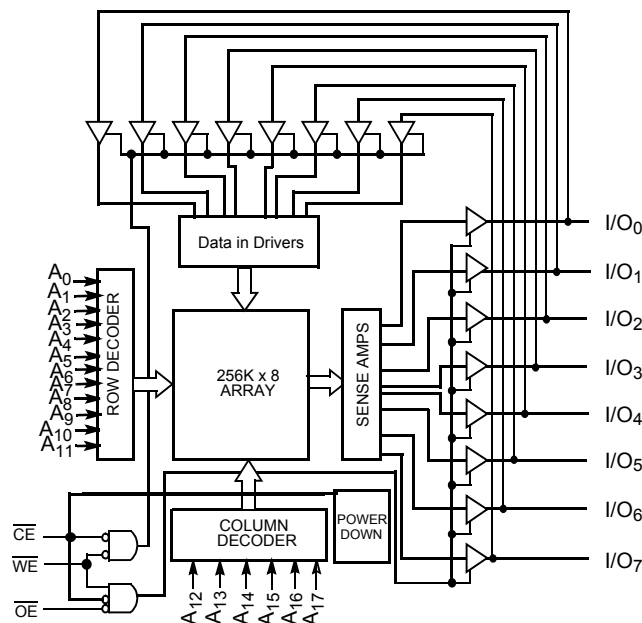 Data in Drivers
I/O0
I/O1
I/O2
I/O3
I/O4
I/O5
I/O6
I/O7
A0
A1
A2
A3
A4
A5
A6
A7
A8
A9
A10
A11
ROW DECODER
256K x 8
ARRAY
SENSE AMPS
COLUMN
DECODER
POWER
DOWN
CE
WE
OE
A12
A13
A14
A15
A16
A17